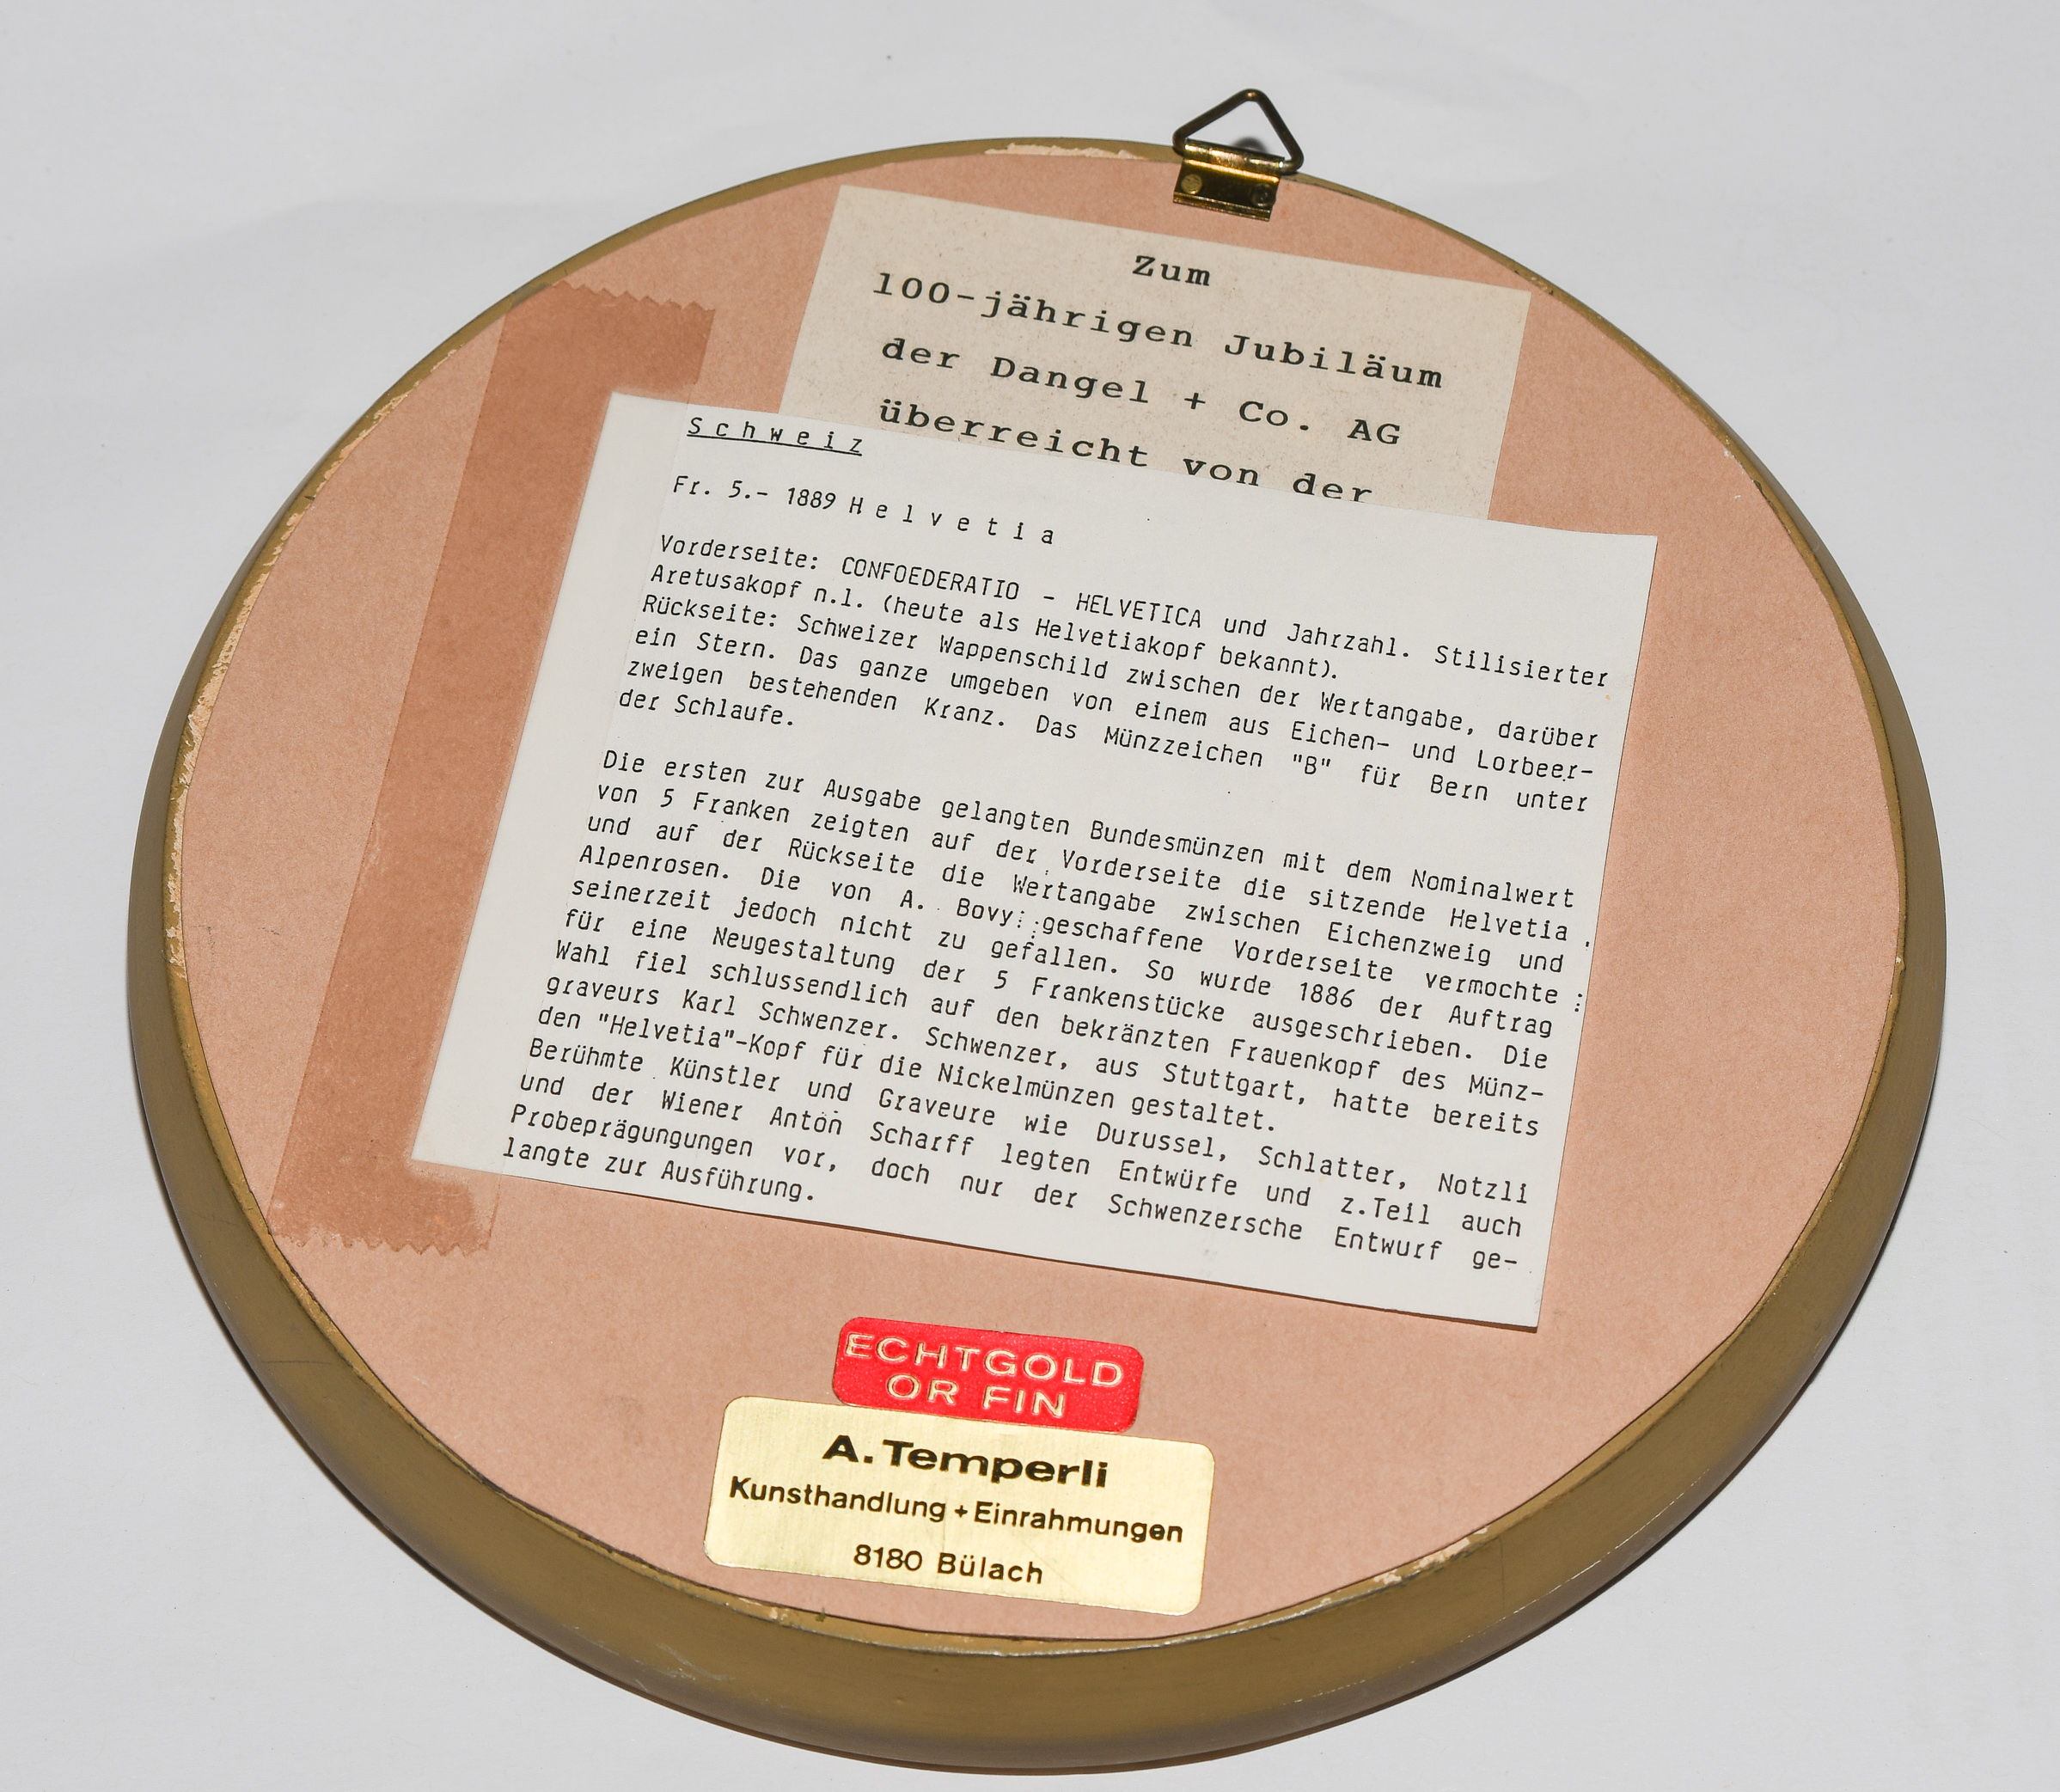 Zum
100-jährigen Jubiläum
der Dangel + Co. AG
überreicht von der
Schweiz
Fr. 5.- 1889 Helvetia
Vorderseite: CONFOEDERATIO - HELVETICA und Jahrzahl. Stilisierter
Aretusakopf n.l. (heute als Helvetiakopf bekannt).
Rückseite: Schweizer Wappenschild zwischen der Wertangabe, darüber
ein Stern. Das ganze umgeben von einem aus Eichen- und Lorbeer-
zweigen bestehenden Kranz. Das Münzzeichen "B" für Bern unter
der Schlaufe.
Die ersten zur Ausgabe gelangten Bundesmünzen mit dem Nominalwert
von 5 Franken zeigten auf der Vorderseite die sitzende Helvetia
und auf der Rückseite die Wertangabe zwischen Eichenzweig und
Alpenrosen. Die von A. Bovy geschaffene Vorderseite vermochte
seinerzeit jedoch nicht zu gefallen. So wurde 1886 der Auftrag
für eine Neugestaltung der 5 Frankenstücke ausgeschrieben. Die
Wahl fiel schlussendlich auf den bekränzten Frauenkopf des Münz-
graveurs Karl Schwenzer. Schwenzer, aus Stuttgart, hatte bereits
den "Helvetia"-Kopf für die Nickelmünzen gestaltet.
Berühmte Künstler und Graveure wie Durussel, Schlatter, Notzli
und der Wiener Anton Scharff legten Entwürfe und z.Teil auch
Probeprägungungen vor, doch nur der Schwenzersche Entwurf ge-
langte zur Ausführung.
ECHTGOLD
OR FIN
A. Temperli
Kunsthandlung + Einrahmungen
8180 Bülach